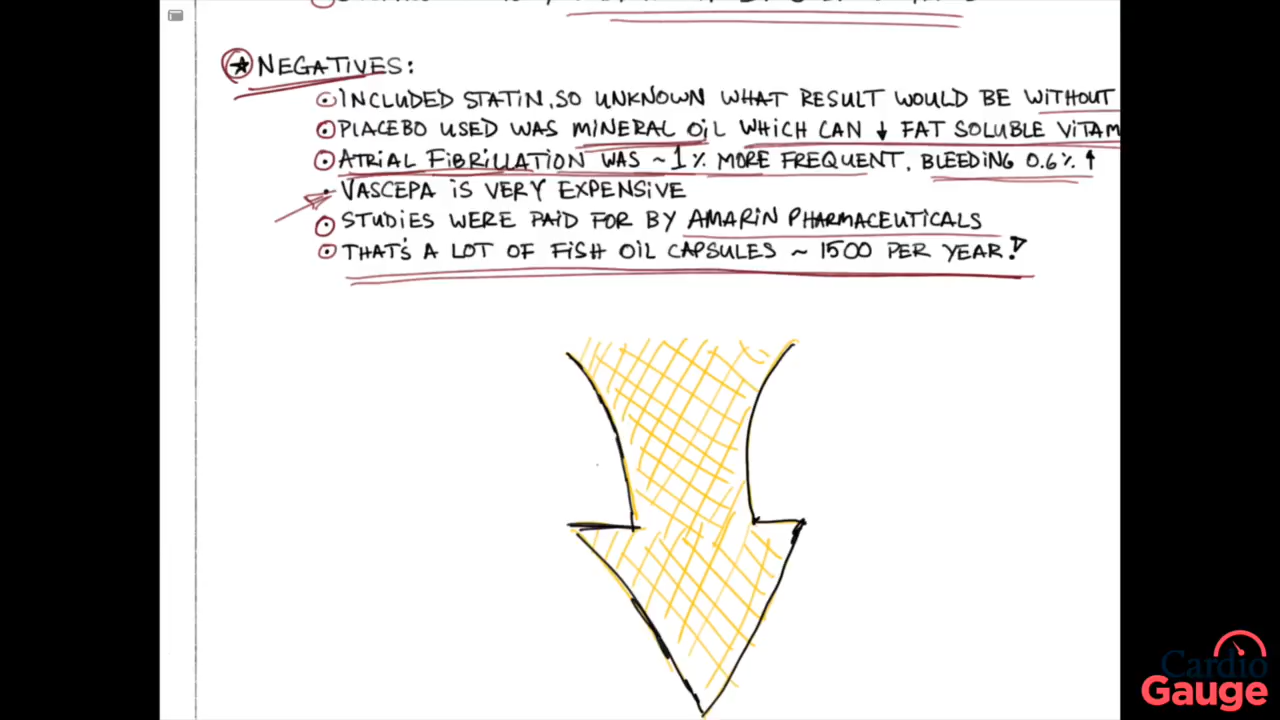 NEGATIVES:
INCLUDED STATIN, SO UNKNOWN WHAT RESULT WOULD BE WITHOUT
PLACEBO USED WAS MINERAL OIL WHICH CAN ↓ FAT SOLUBLE VITAM
ATRIAL FIBRILLATION WAS ~1% MORE FREQUENT, BLEEDING 0.6% ↑
VASCEPA IS VERY EXPENSIVE
STUDIES WERE PAID FOR BY AMARIN PHARMACEUTICALS
THAT'S A LOT OF FISH OIL CAPSULES ~ 1500 PER YEAR!
Cardio
Gauge